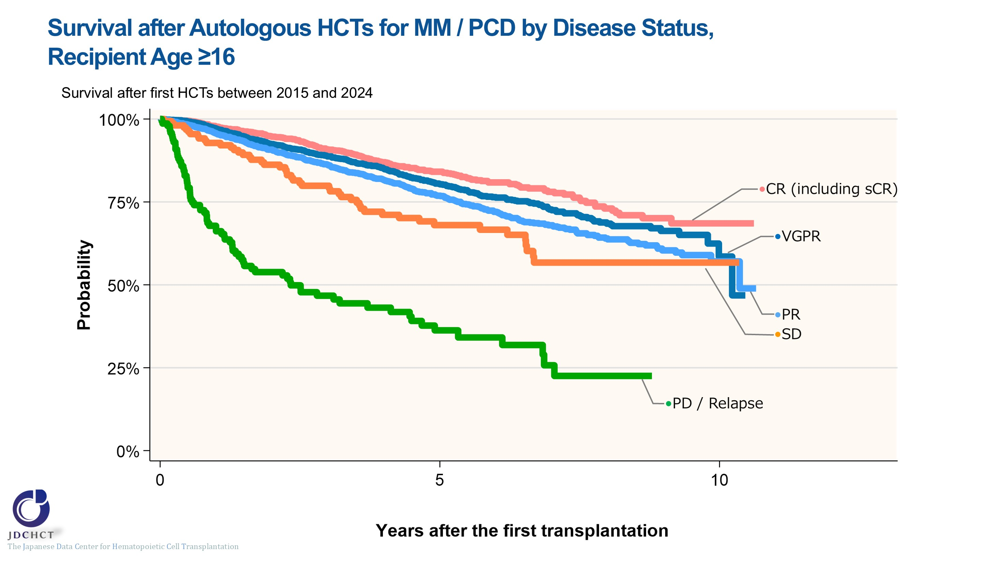 Survival after Autologous HCTs for MM / PCD by Disease Status,
Recipient Age ≥16
Survival after first HCTs between 2015 and 2024
100%
75%
50%
25%
0%
Probability
CR (including sCR)
VGPR
PR
SD
PD / Relapse
0
5
10
Years after the first transplantation
JDCHCT
The Japanese Data Center for Hematopoietic Cell Transplantation